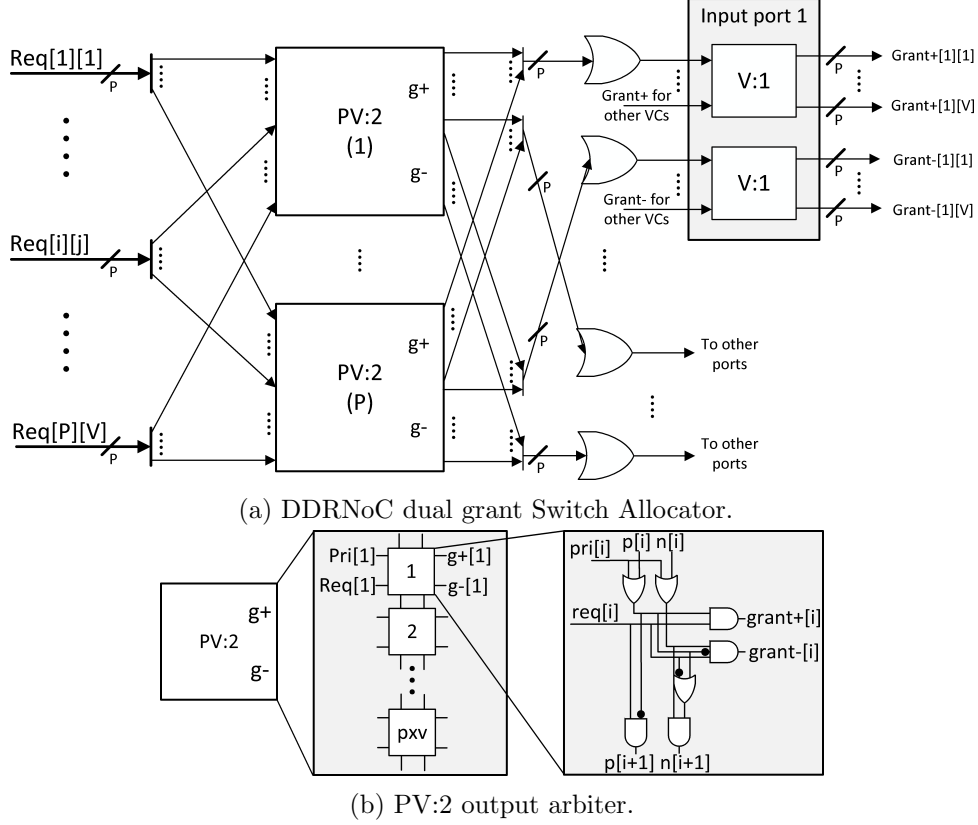 Input port 1
Req[1][1]
P
PV:2
(1)
g+
g-
P
V:1
P
Grant+[1][1]
Grant+ for
other VCs
P
Grant+[1][V]
P
V:1
P
Grant-[1][1]
Grant- for
other VCs
P
Grant-[1][V]
Req[i][j]
P
PV:2
(P)
g+
g-
P
To other
ports
Req[P][V]
P
P
To other
ports
(a) DDRNoC dual grant Switch Allocator.
PV:2
g+
g-
Pri[1]
Req[1]
1
g+[1]
g-[1]
2
pxv
pri[i]
p[i]
n[i]
req[i]
grant+[i]
grant-[i]
p[i+1]
n[i+1]
(b) PV:2 output arbiter.